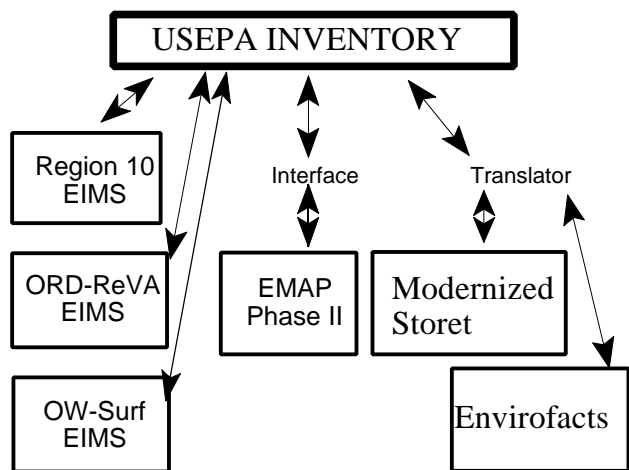 USEPA INVENTORY
Region 10
EIMS
Interface
Translator
ORD-ReVA
EIMS
EMAP
Phase II
Modernized
Storet
OW-Surf
EIMS
Envirofacts